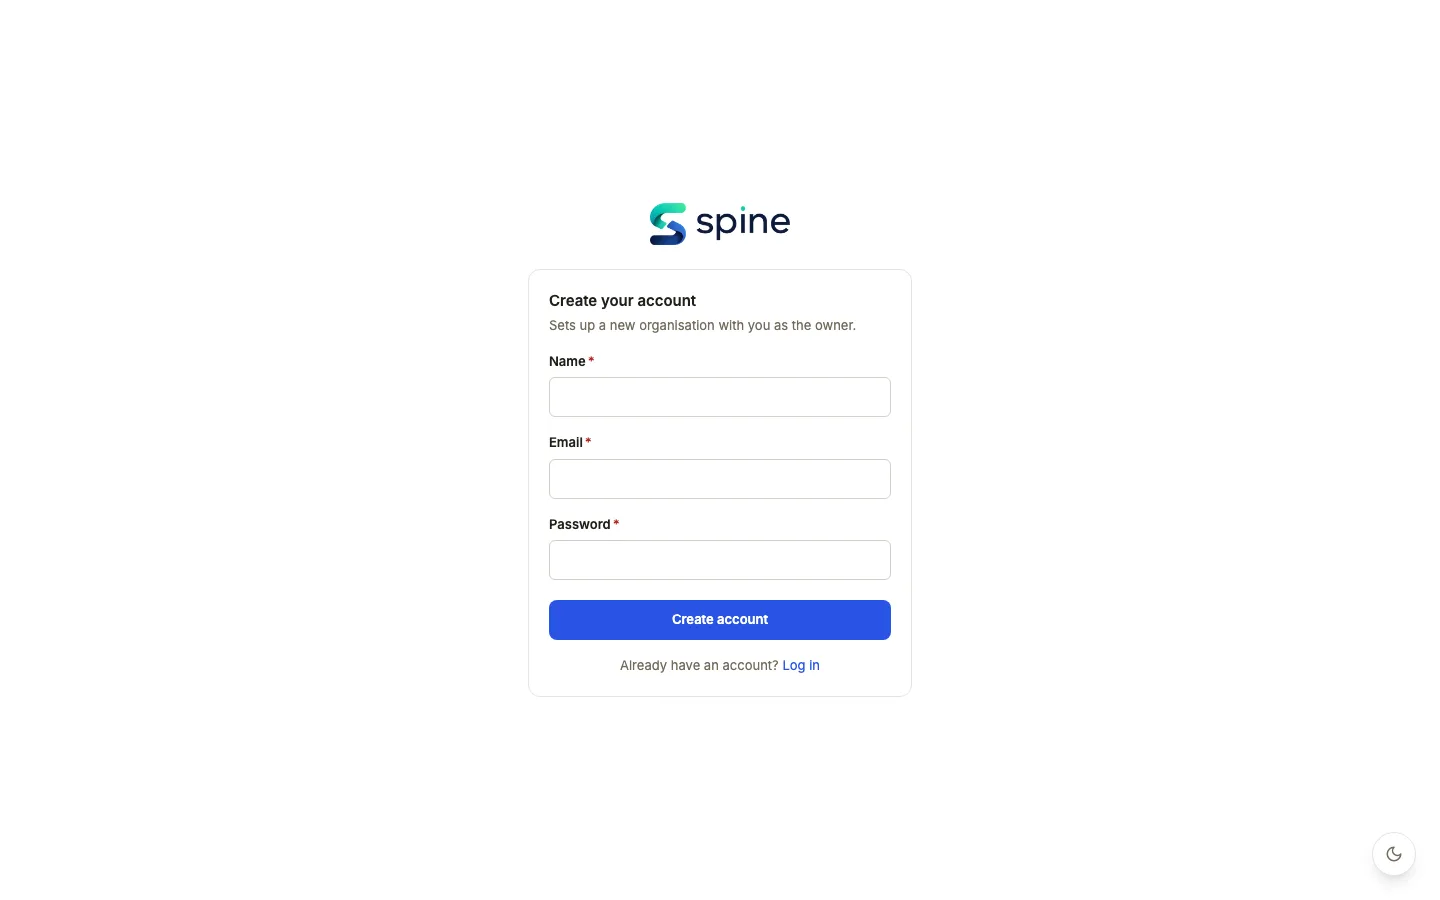 spine
Create your account
Sets up a new organisation with you as the owner.
Name *
Email *
Password *
Create account
Already have an account? Log in